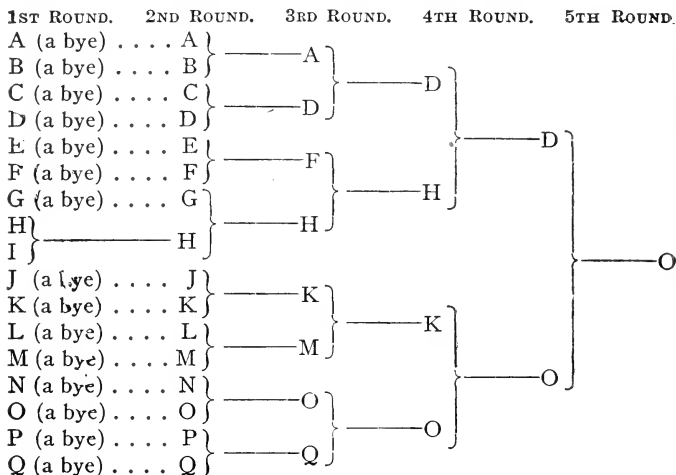 1ST ROUND. 2ND ROUND. 3RD ROUND. 4TH ROUND. 5TH ROUND.
A (a bye) . . . . A
A
B (a bye) . . . . B
D
C (a bye) . . . . C
D
D (a bye) . . . . D
D
E (a bye) . . . . E
F
F (a bye) . . . . F
H
G (a bye) . . . . G
H
H
H
I
O
J (a bye) . . . . J
K
K (a bye) . . . . K
K
L (a bye) . . . . L
M
M (a bye) . . . . M
O
N (a bye) . . . . N
O
O (a bye) . . . . O
O
P (a bye) . . . . P
Q
Q (a bye) . . . . Q